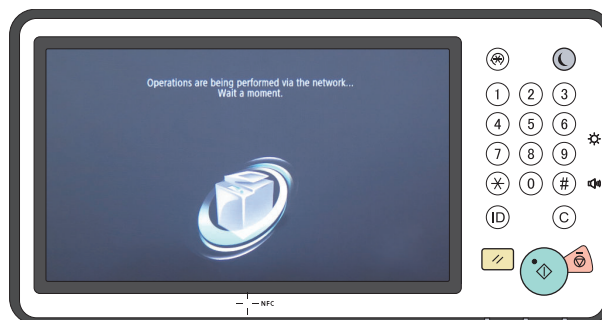 Operations are being performed via the network...
Wait a moment.
1 2 3
4 5 6
7 8 9
0 #
ID C
NFC